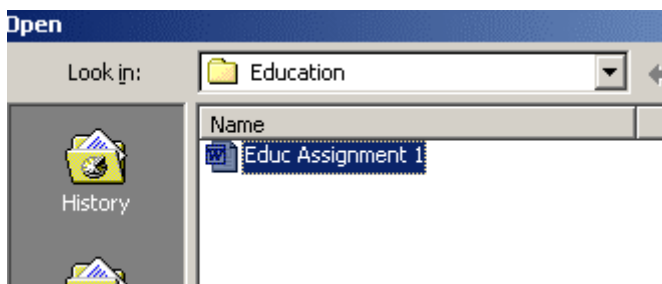 Open
Look in:
Education
Name
Educ Assignment 1
History